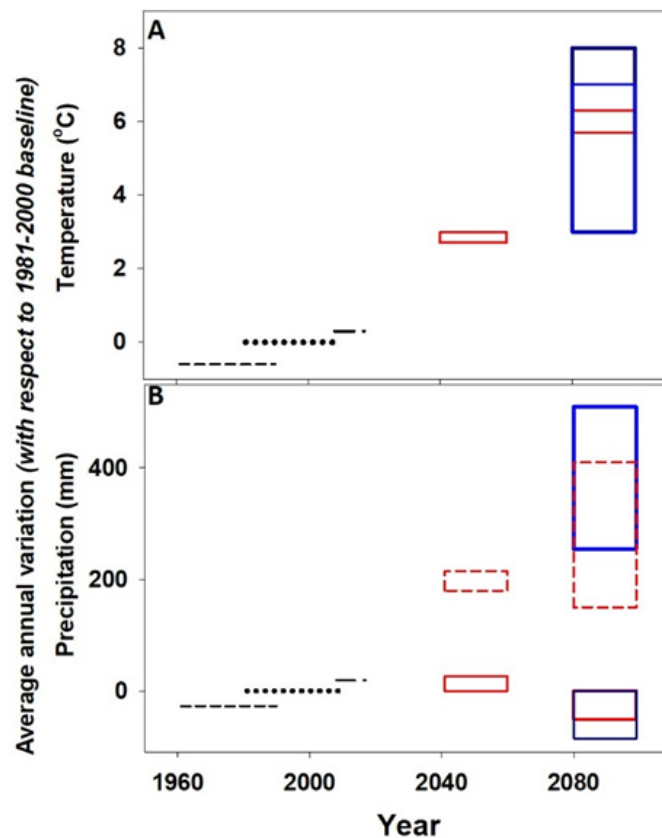 Average annual variation (with respect to 1981-2000 baseline)
A
Temperature (°C)
8
6
4
2
0
B
Precipitation (mm)
400
200
0
1960 2000 2040 2080
Year